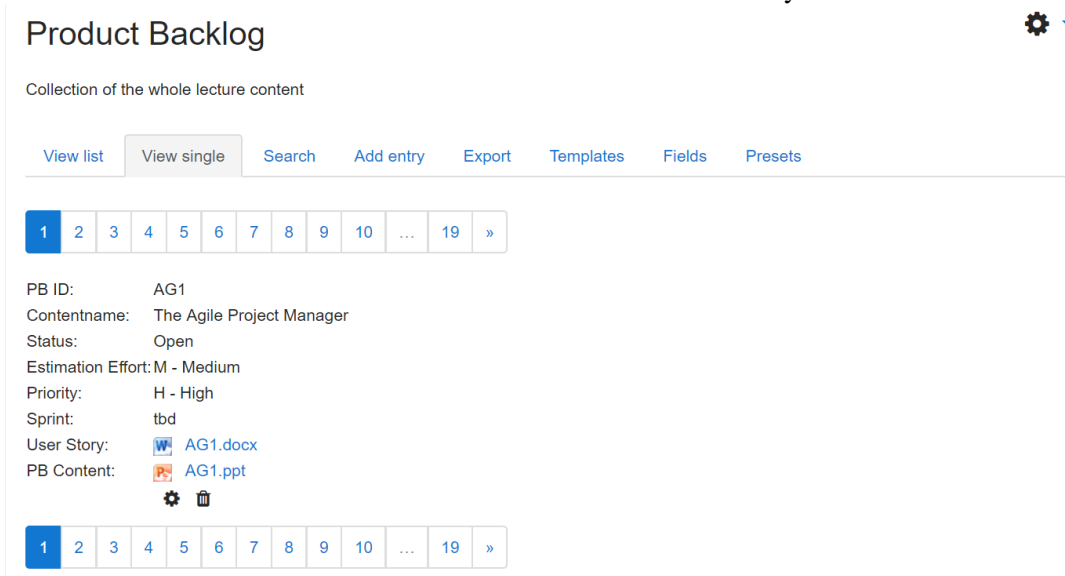 Product Backlog
Collection of the whole lecture content
View list View single Search Add entry Export Templates Fields Presets
1 2 3 4 5 6 7 8 9 10 ... 19 »
PB ID: AG1
Contentname: The Agile Project Manager
Status: Open
Estimation Effort: M - Medium
Priority: H - High
Sprint: tbd
User Story: AG1.docx
PB Content: AG1.ppt
1 2 3 4 5 6 7 8 9 10 ... 19 »